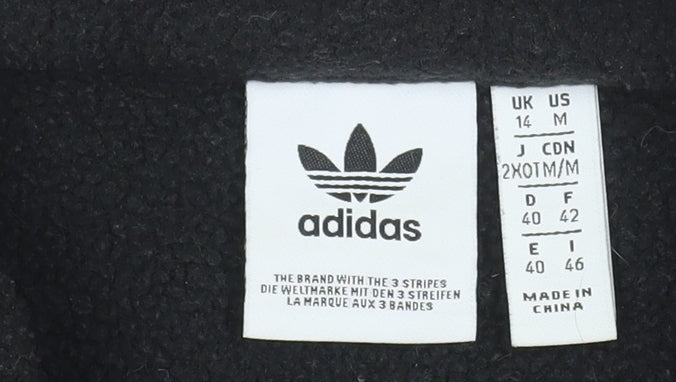 adidas
THE BRAND WITH THE 3 STRIPES
DIE WELTMARKE MIT DEN 3 STREIFEN
LA MARQUE AUX 3 BANDES
UK US
14 M
J CDN
2XOT M/M
D F
40 42
E I
40 46
MADE IN
CHINA